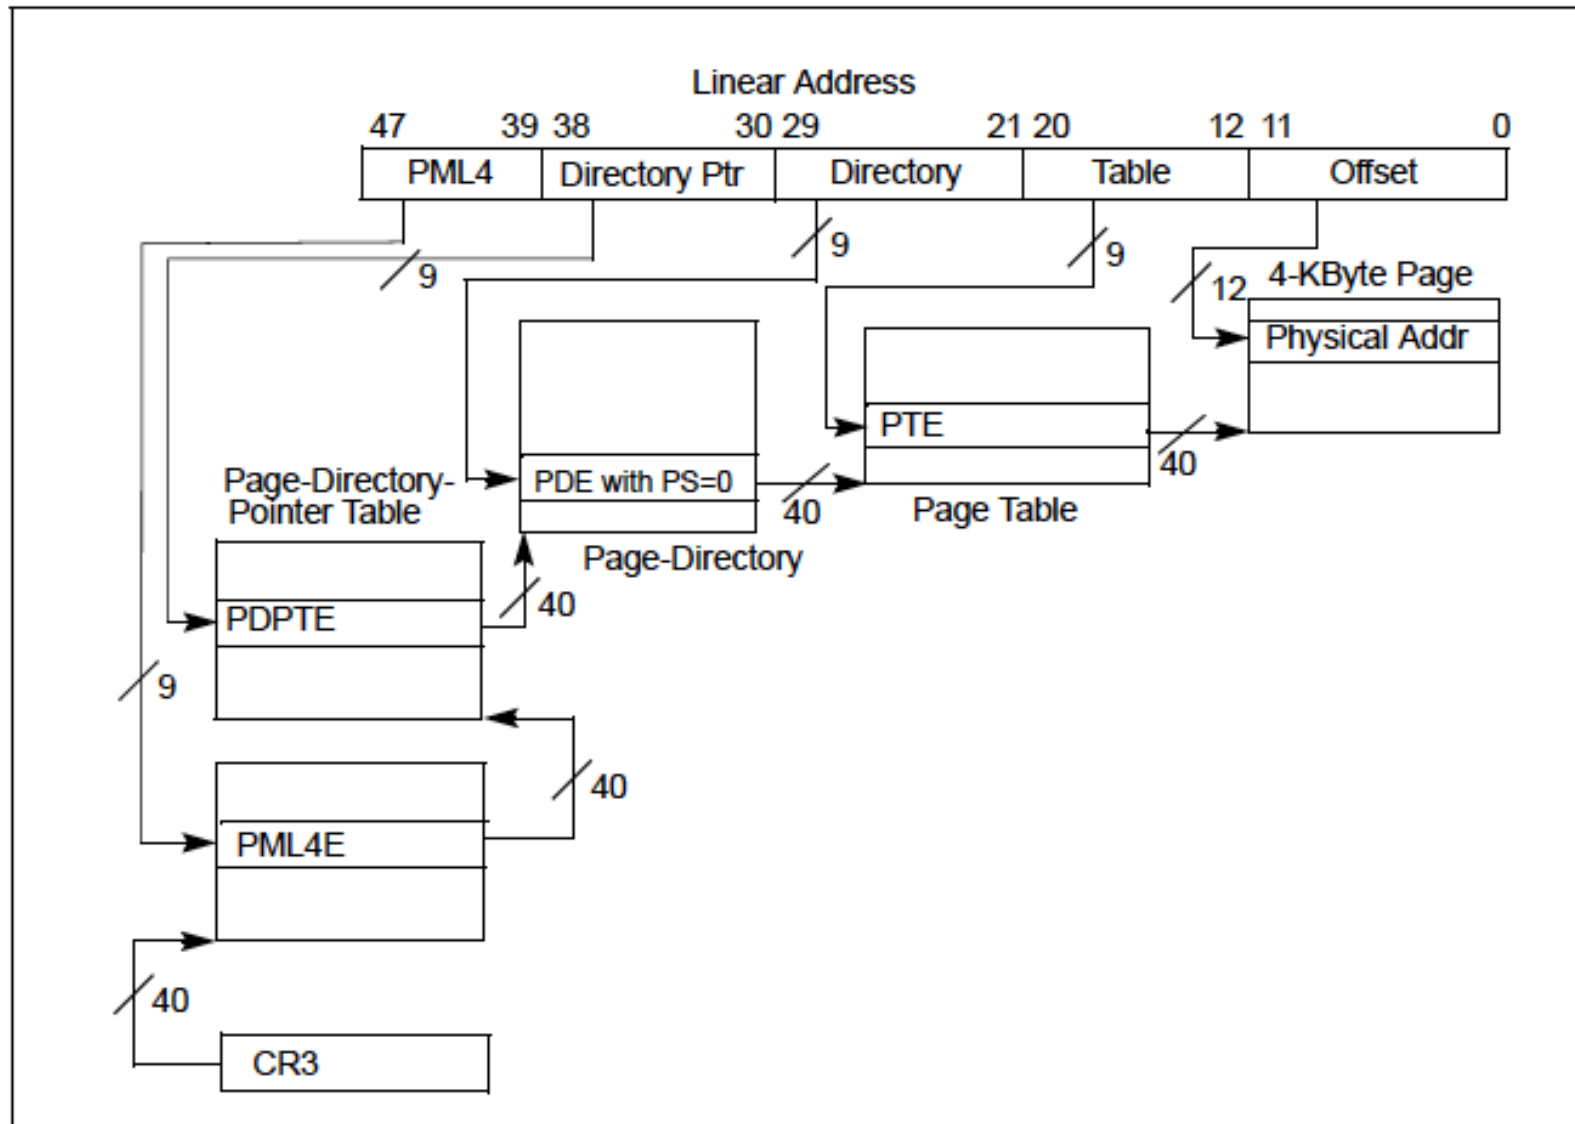 Linear Address
47 39 38 30 29 21 20 12 11 0
PML4 Directory Ptr Directory Table Offset
9
9
9
12
4-KByte Page
Physical Addr
PTE
40
PDE with PS=0
40
Page Table
Page-Directory
Page-Directory-
Pointer Table
PDPTE
40
9
40
PML4E
40
CR3